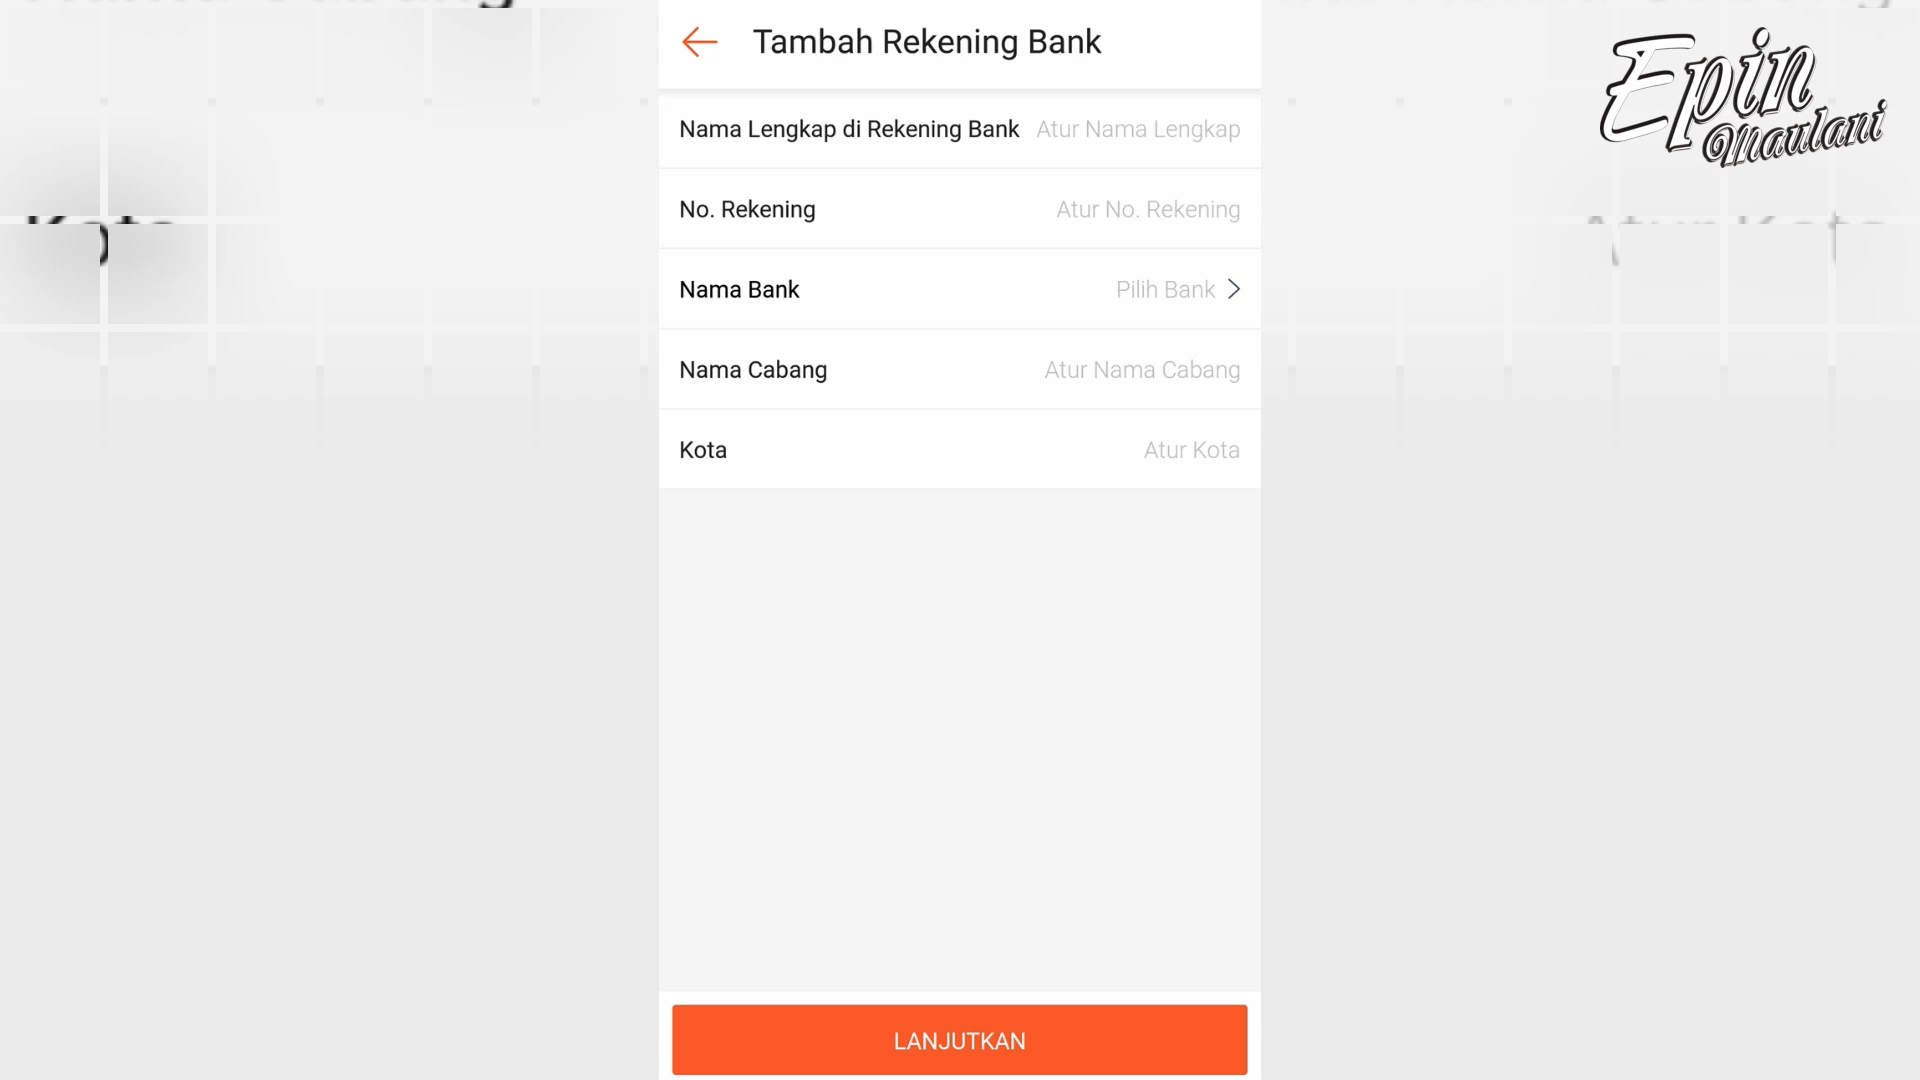 Tambah Rekening Bank
Epin
Maulani
Nama Lengkap di Rekening Bank Atur Nama Lengkap
No. Rekening Atur No. Rekening
Nama Bank Pilih Bank
Nama Cabang Atur Nama Cabang
Kota Atur Kota
LANJUTKAN